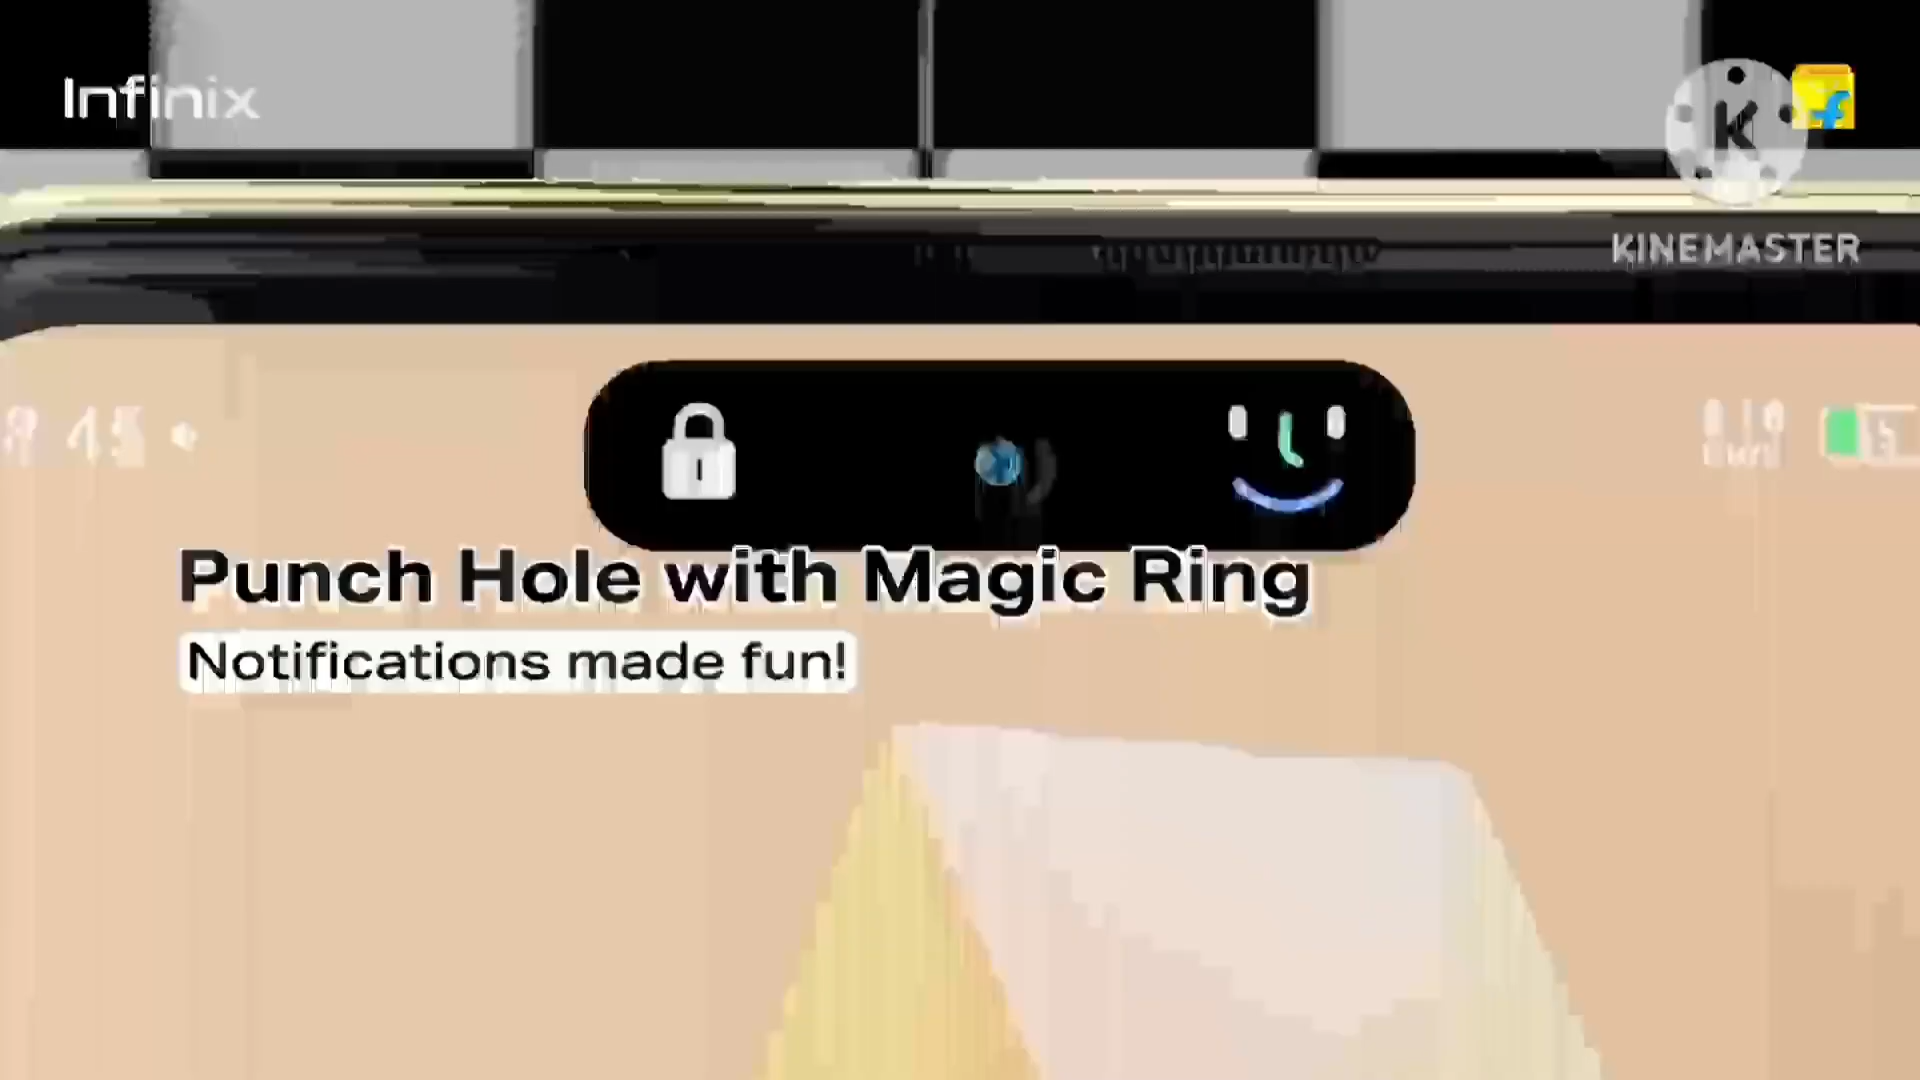 Infinix
K
KINEMASTER
Punch Hole with Magic Ring
Notifications made fun!